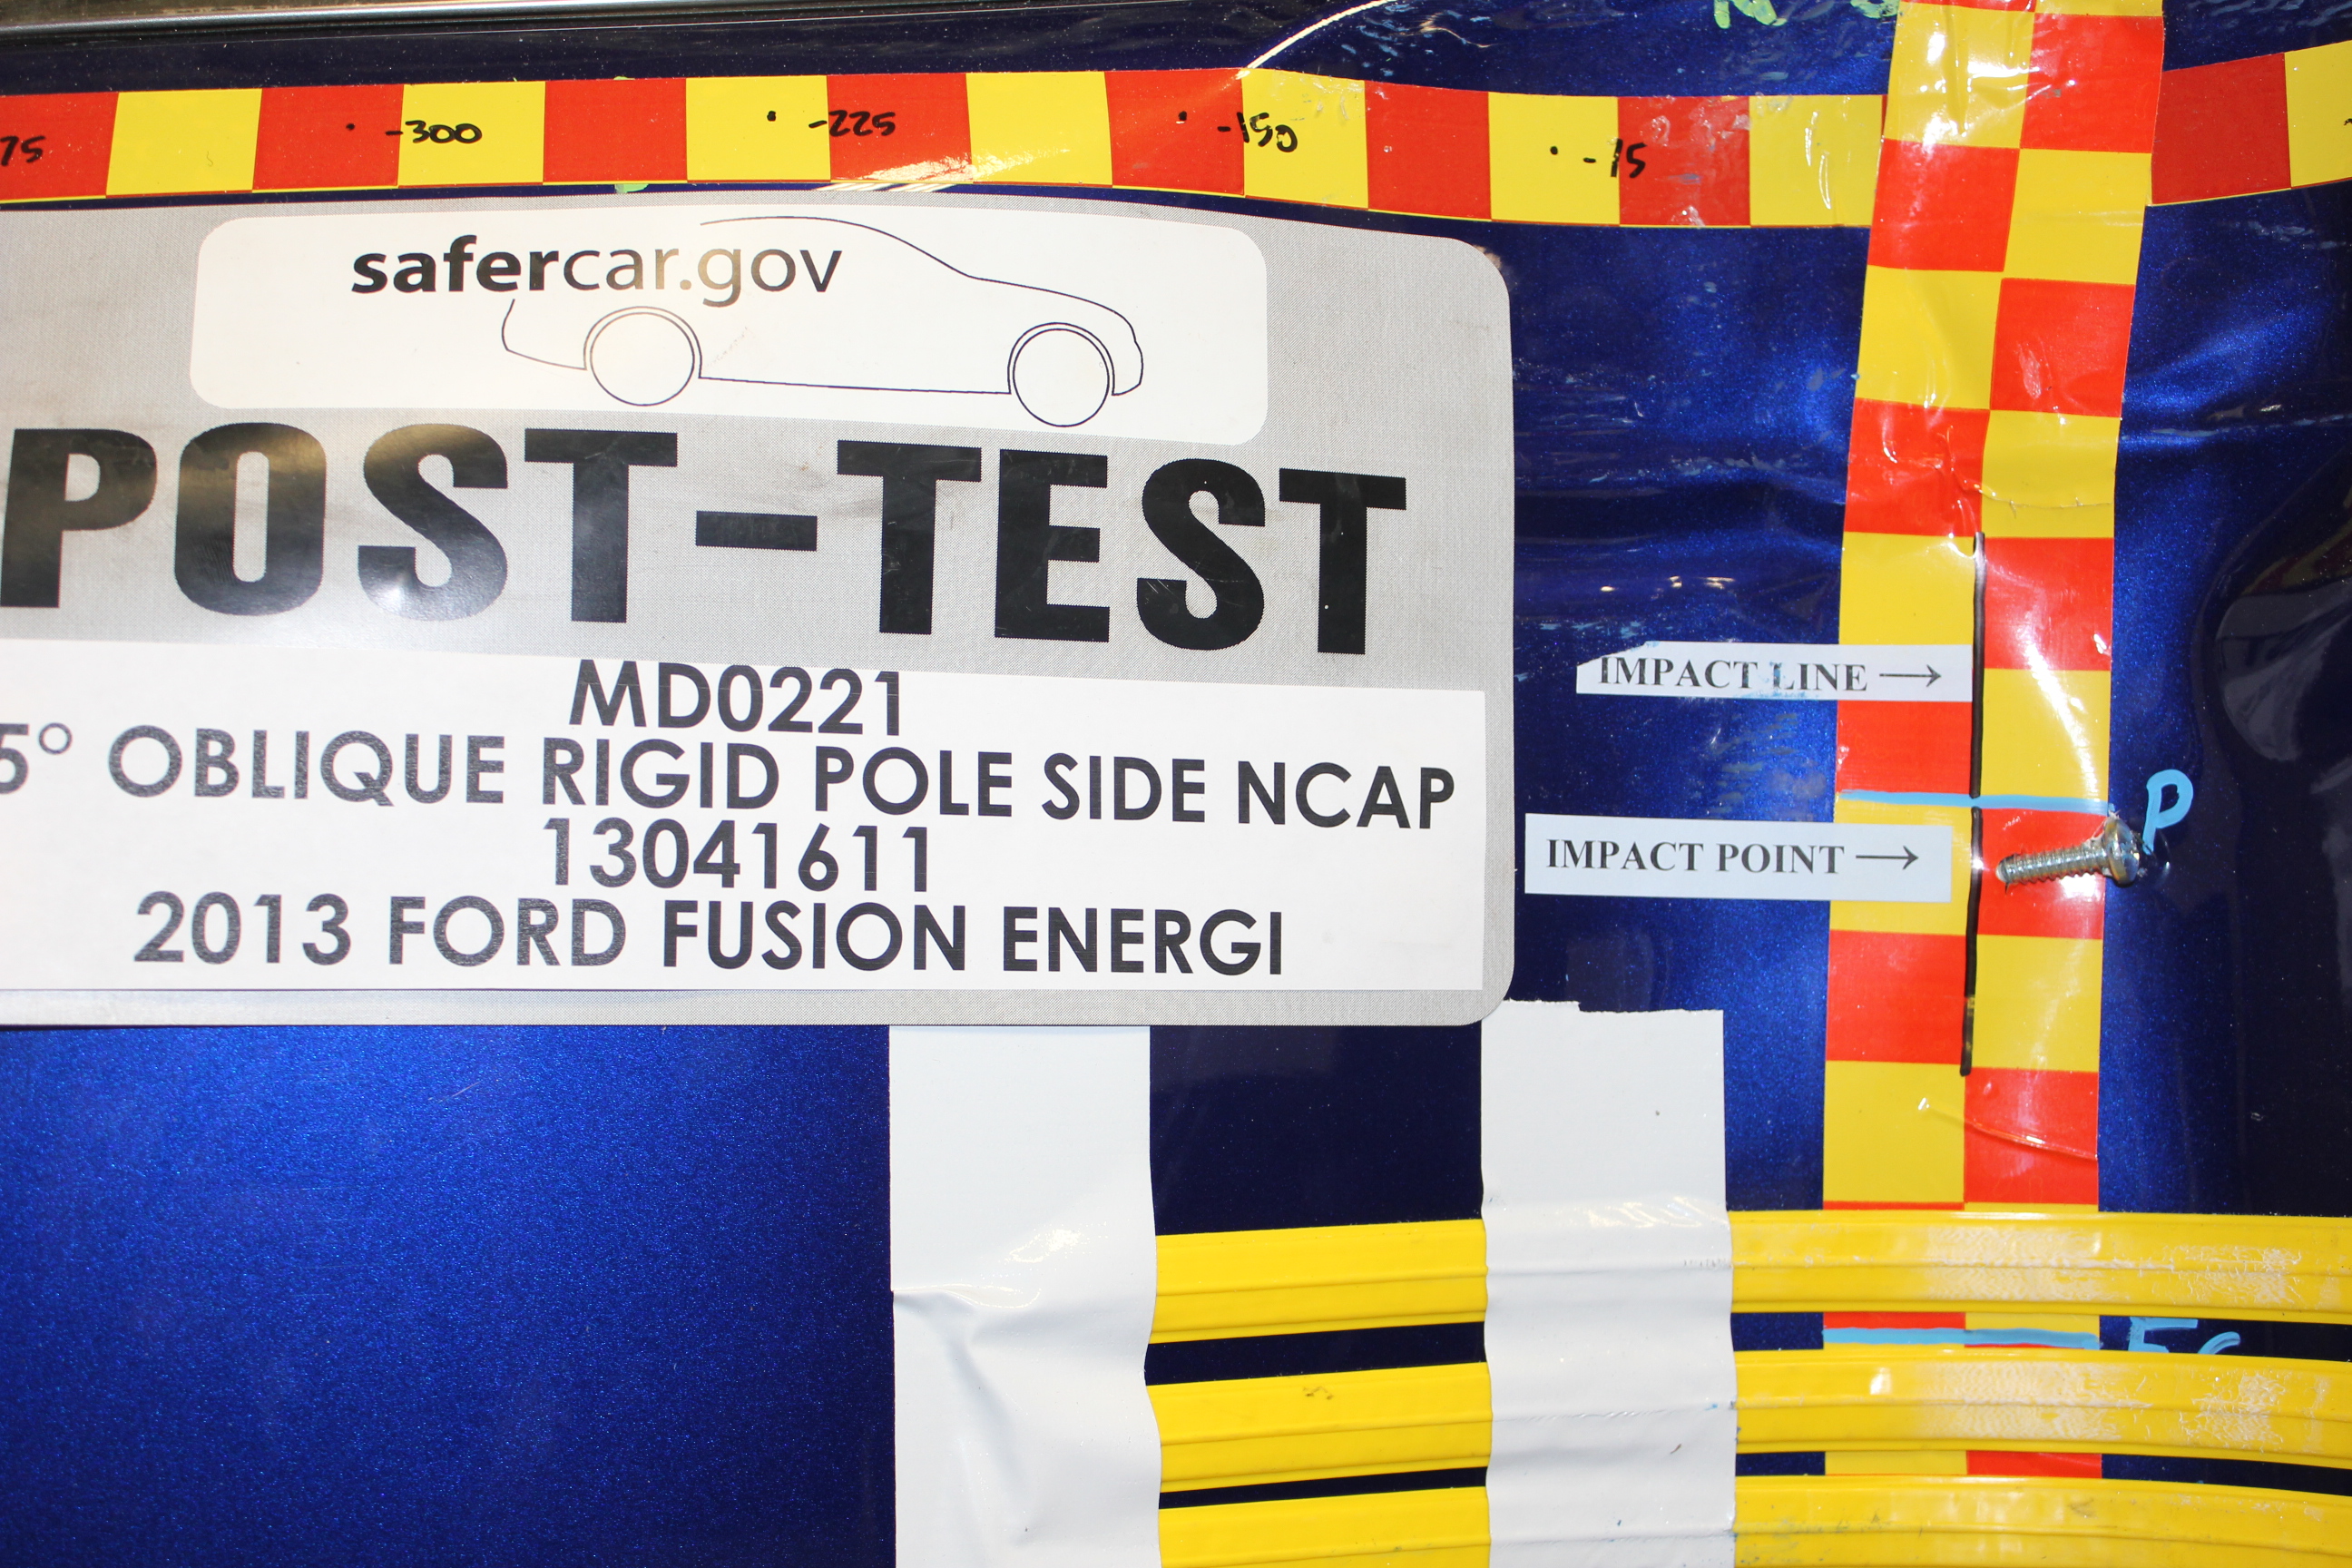 75 -300 -225 -150 -75
safercar.gov
POST-TEST
MD0221
5° OBLIQUE RIGID POLE SIDE NCAP
13041611
2013 FORD FUSION ENERGI
IMPACT LINE →
IMPACT POINT →
P